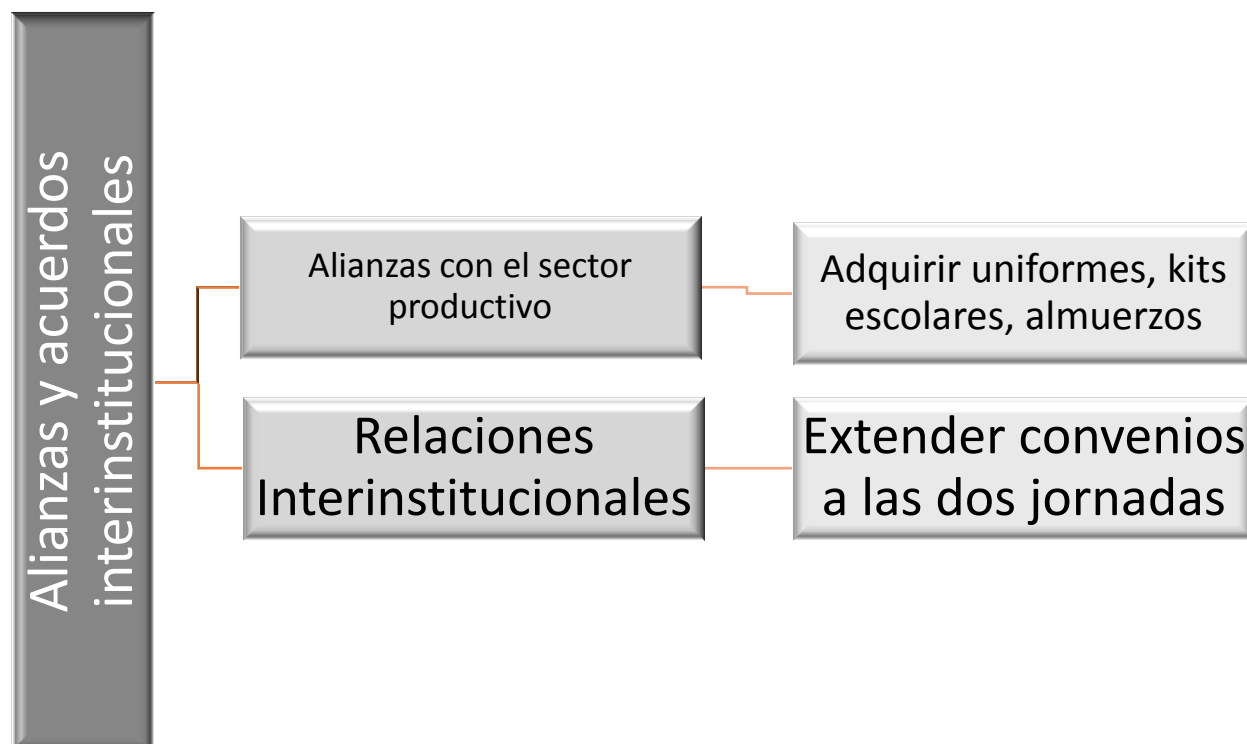 Alianzas y acuerdos
interinstitucionales
Alianzas con el sector
productivo
Adquirir uniformes, kits
escolares, almuerzos
Relaciones
Interinstitucionales
Extender convenios
a las dos jornadas